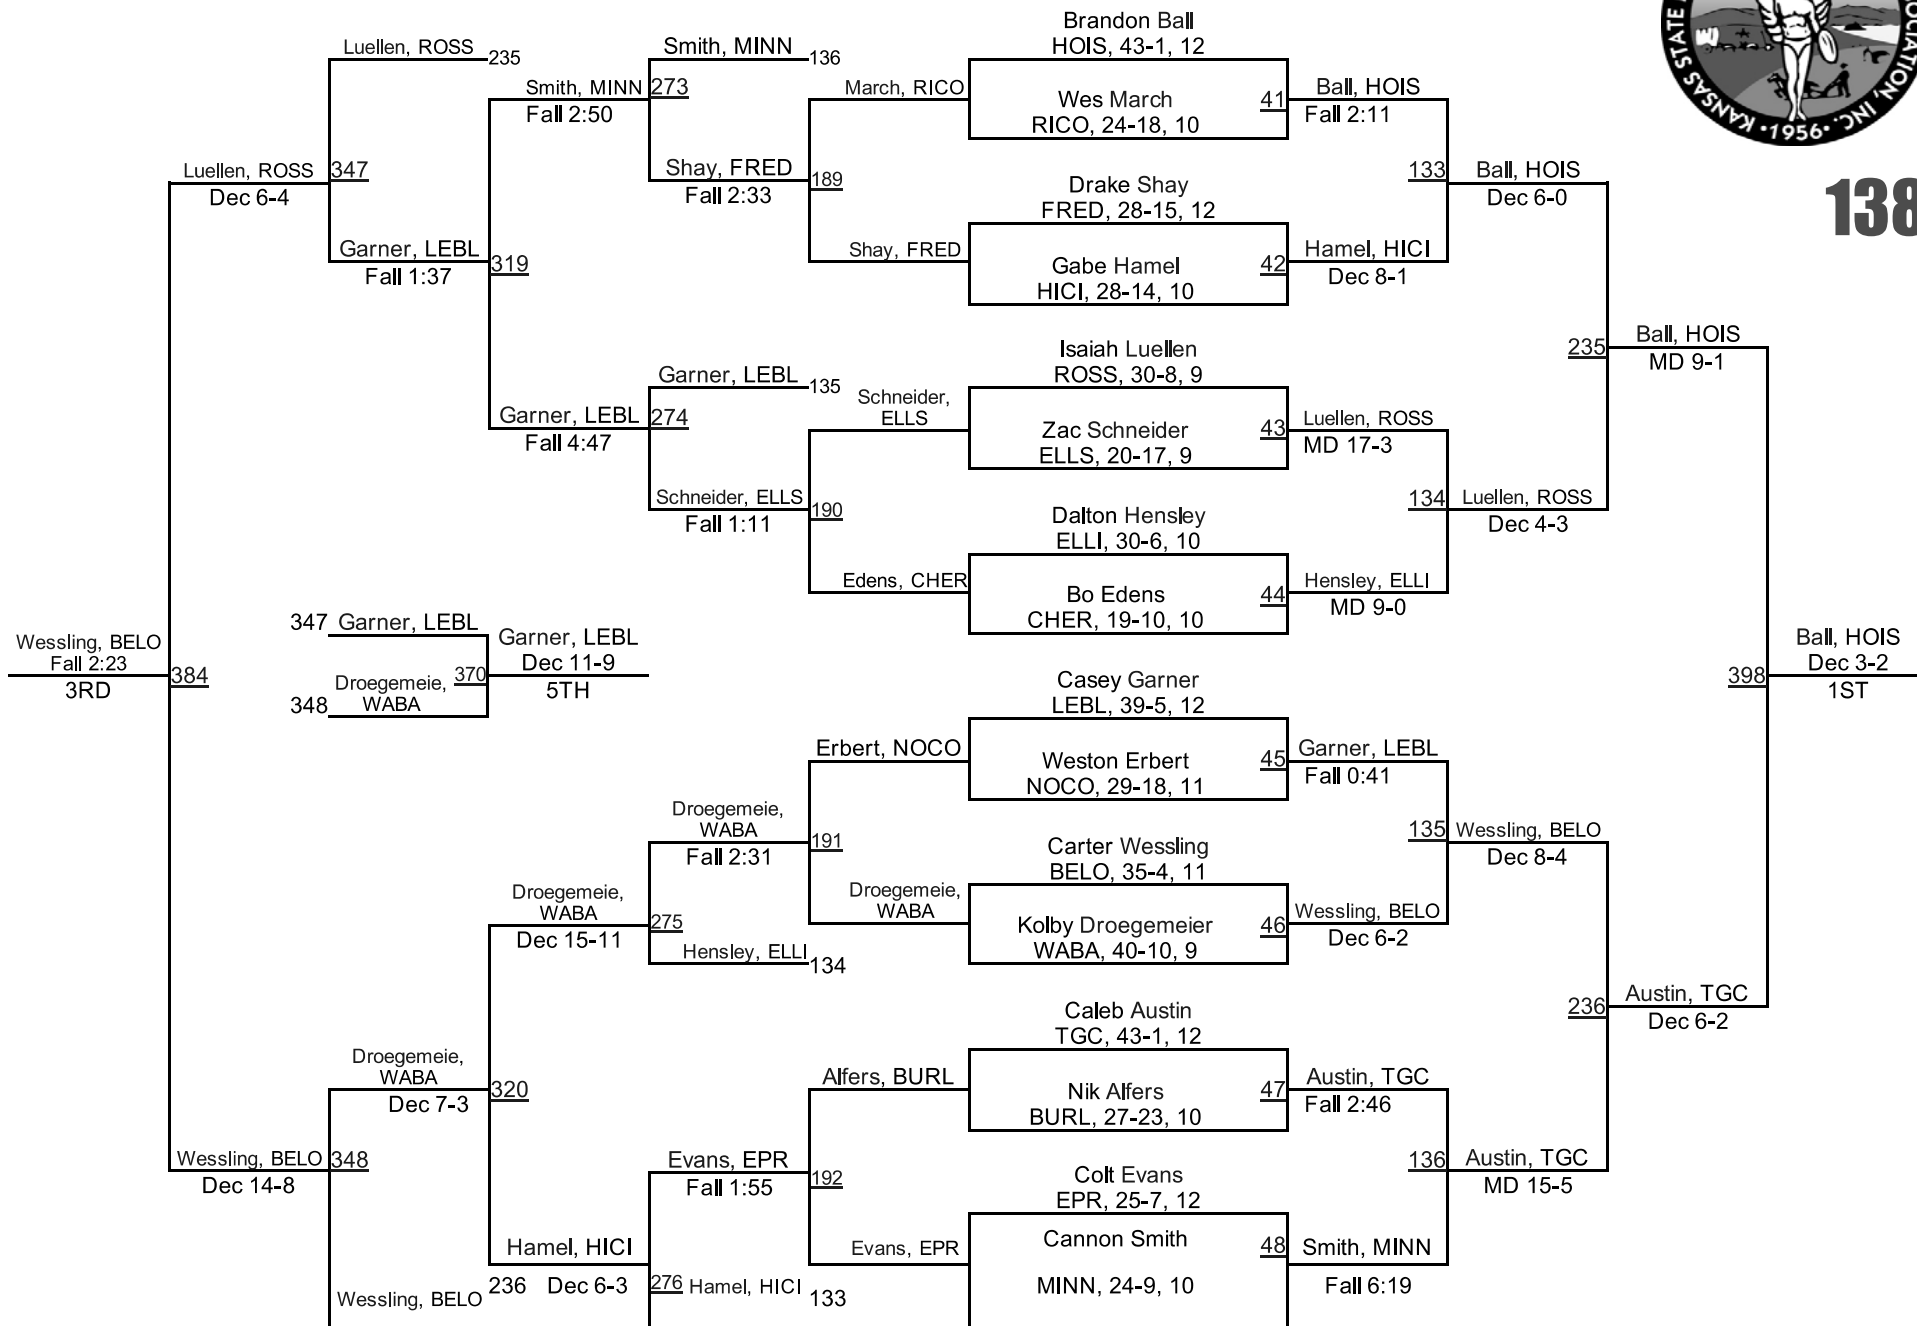 Brandon Ball
HOIS, 43-1, 12
Luellen, ROSS
235
Smith, MINN
136
Smith, MINN
273
Fall 2:50
March, RICO
Wes March
RICO, 24-18, 10
41
Ball, HOIS
Fall 2:11
KANSAS STATE
OCIATION, INC.
•1956•
138
Luellen, ROSS
347
Dec 6-4
Shay, FRED
189
Fall 2:33
Drake Shay
FRED, 28-15, 12
133
Ball, HOIS
Dec 6-0
Garner, LEBL
319
Fall 1:37
Shay, FRED
Gabe Hamel
HICI, 28-14, 10
42
Hamel, HICI
Dec 8-1
Isaiah Luellen
ROSS, 30-8, 9
235
Ball, HOIS
MD 9-1
Garner, LEBL
135
Garner, LEBL
274
Fall 4:47
Schneider,
ELLS
Zac Schneider
ELLS, 20-17, 9
43
Luellen, ROSS
MD 17-3
Schneider, ELLS
190
Fall 1:11
Dalton Hensley
ELLI, 30-6, 10
134
Luellen, ROSS
Dec 4-3
Edens, CHER
Bo Edens
CHER, 19-10, 10
44
Hensley, ELLI
MD 9-0
347
Garner, LEBL
Garner, LEBL
Dec 11-9
5TH
370
Wessling, BELO
Fall 2:23
3RD
384
Droegemeie,
WABA
348
Casey Garner
LEBL, 39-5, 12
398
Ball, HOIS
Dec 3-2
1ST
Erbert, NOCO
Weston Erbert
NOCO, 29-18, 11
45
Garner, LEBL
Fall 0:41
Droegemeie,
WABA
191
Fall 2:31
Carter Wessling
BELO, 35-4, 11
135
Wessling, BELO
Dec 8-4
Droegemeie,
WABA
275
Dec 15-11
Droegemeie,
WABA
Kolby Droegemeier
WABA, 40-10, 9
46
Wessling, BELO
Dec 6-2
Hensley, ELLI
134
Caleb Austin
TGC, 43-1, 12
236
Austin, TGC
Dec 6-2
Droegemeie,
WABA
320
Dec 7-3
Alfers, BURL
Nik Alfers
BURL, 27-23, 10
47
Austin, TGC
Fall 2:46
Wessling, BELO
348
Dec 14-8
Evans, EPR
192
Fall 1:55
Colt Evans
EPR, 25-7, 12
136
Austin, TGC
MD 15-5
Hamel, HICI
276
Dec 6-3
Evans, EPR
Cannon Smith
MINN, 24-9, 10
48
Smith, MINN
Fall 6:19
Wessling, BELO
236
Hamel, HICI
133